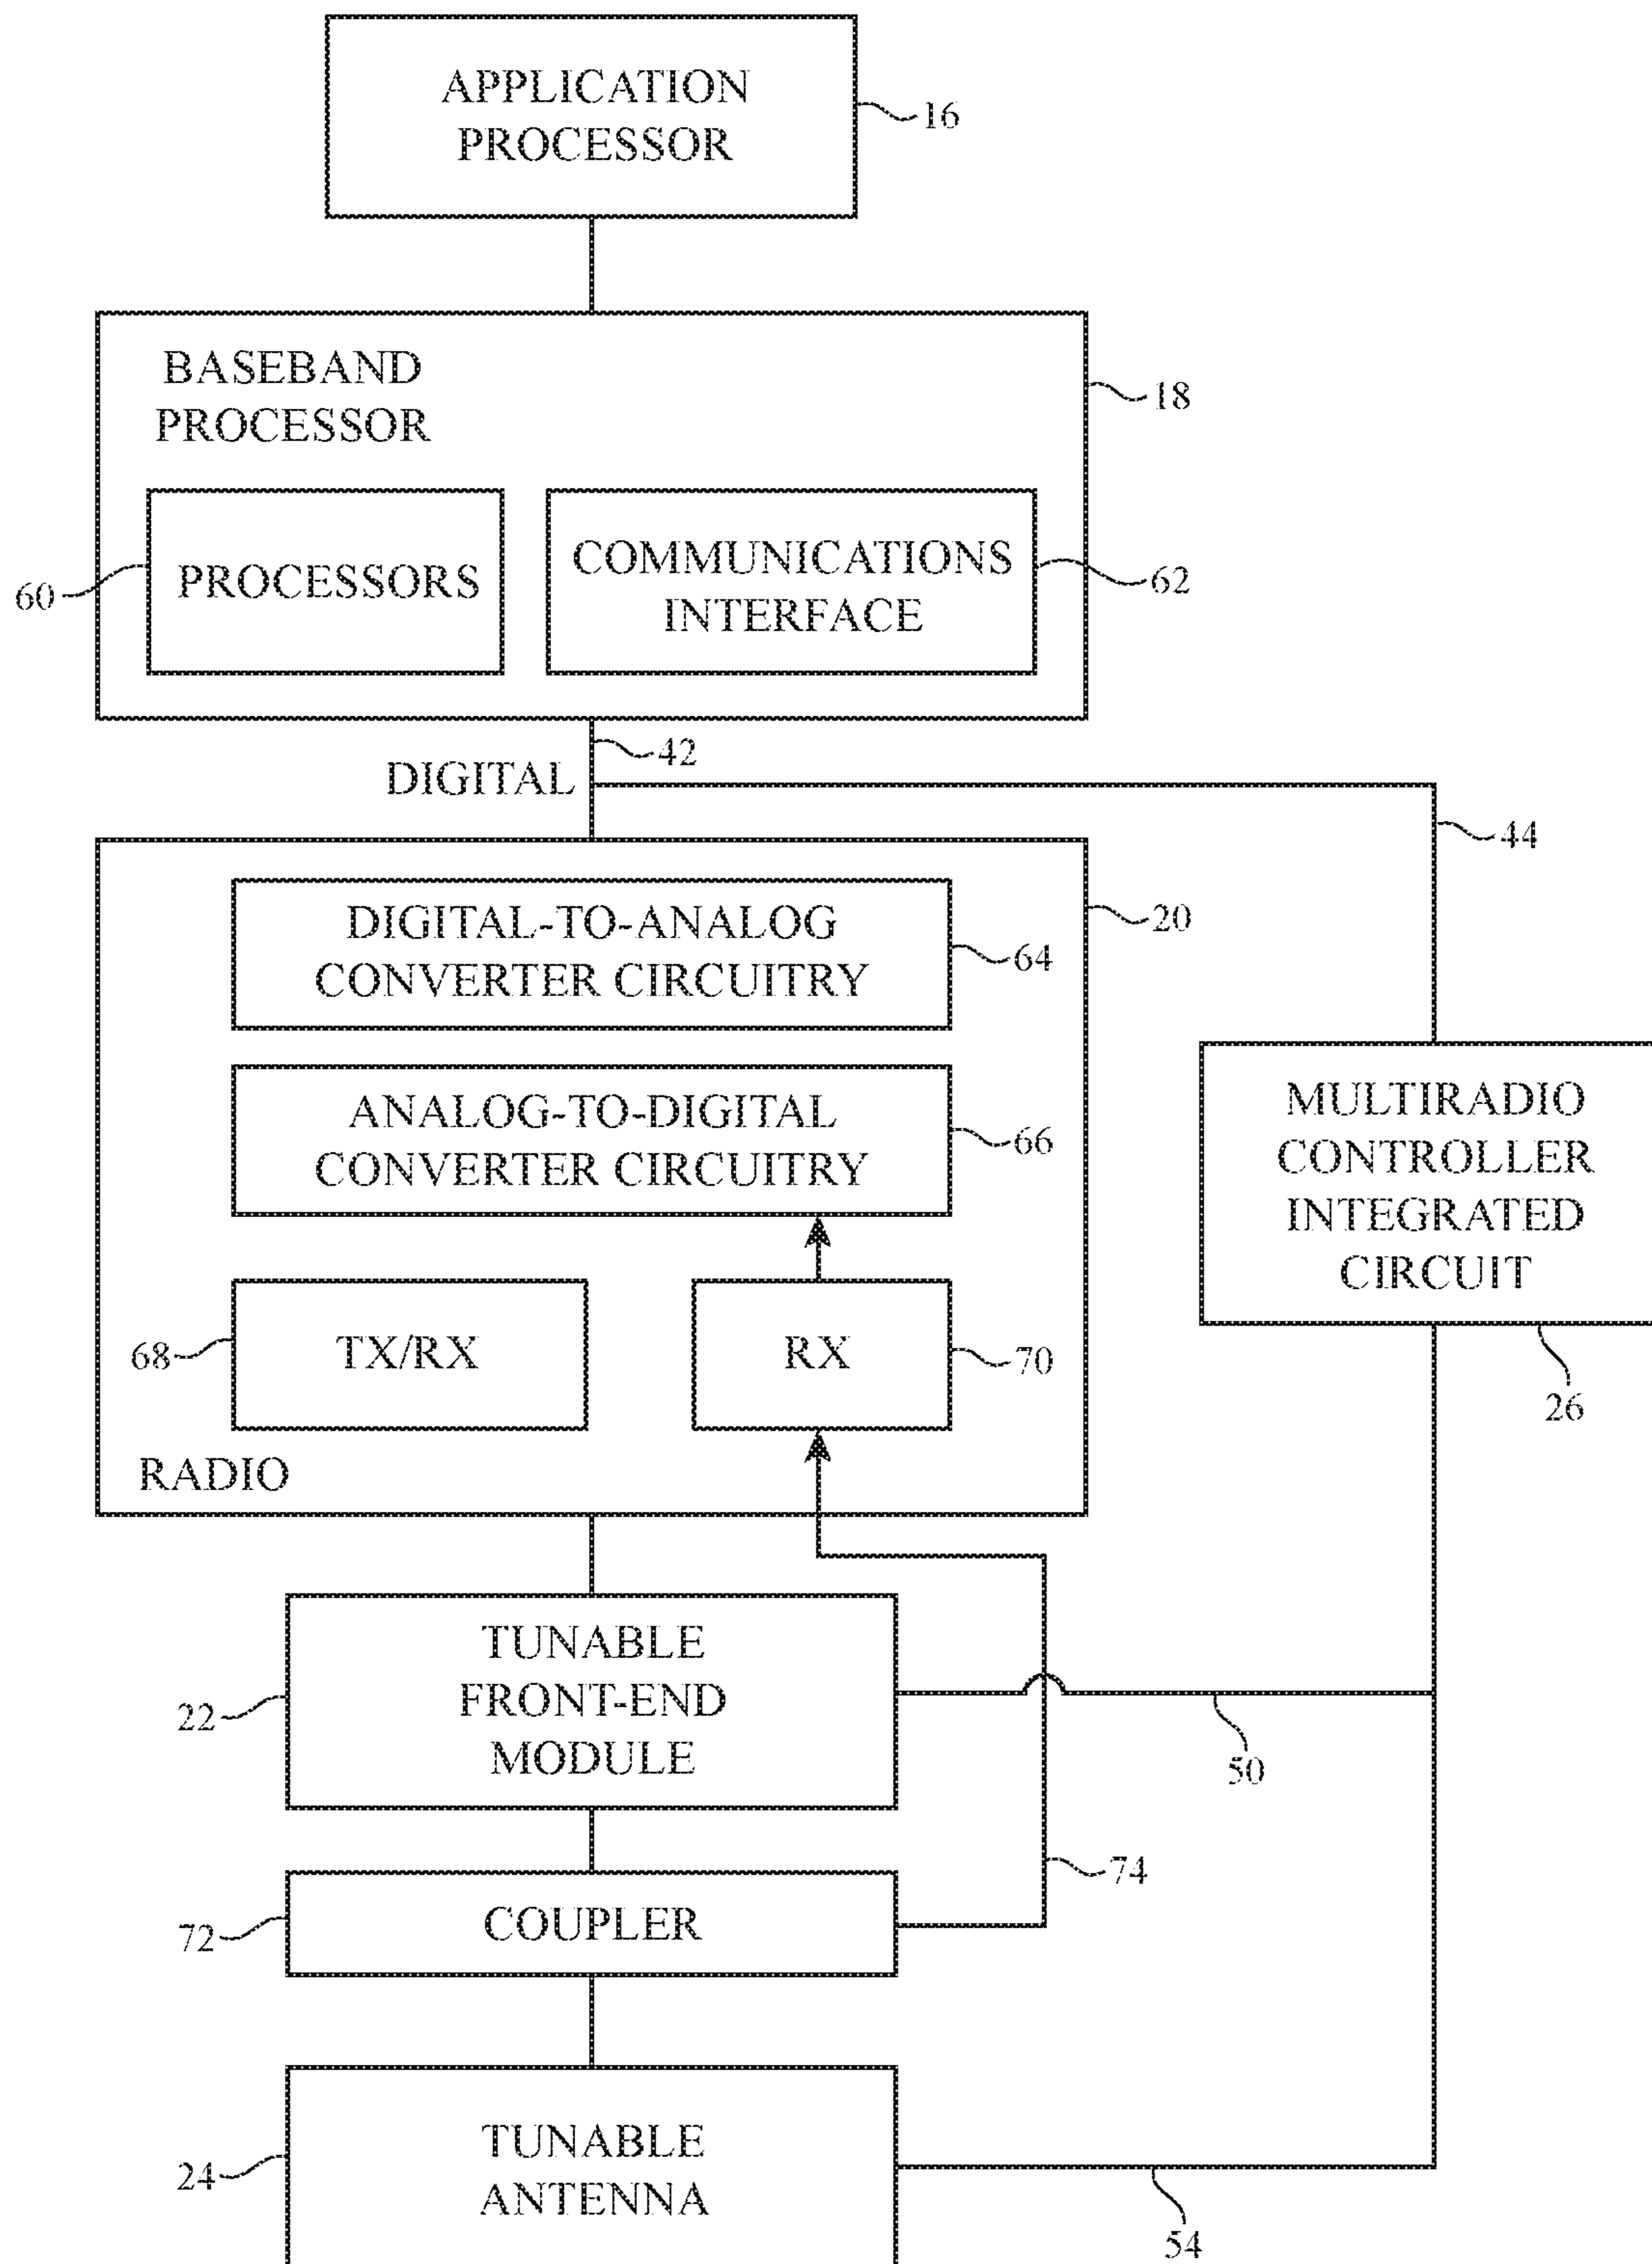 APPLICATION
PROCESSOR
16
BASEBAND
PROCESSOR
18
60
PROCESSORS
COMMUNICATIONS
INTERFACE
62
42
DIGITAL
44
20
DIGITAL-TO-ANALOG
CONVERTER CIRCUITRY
64
ANALOG-TO-DIGITAL
CONVERTER CIRCUITRY
66
MULTIRADIO
CONTROLLER
INTEGRATED
CIRCUIT
26
68
TX/RX
RX
70
RADIO
TUNABLE
FRONT-END
MODULE
22
50
74
72
COUPLER
24
TUNABLE
ANTENNA
54